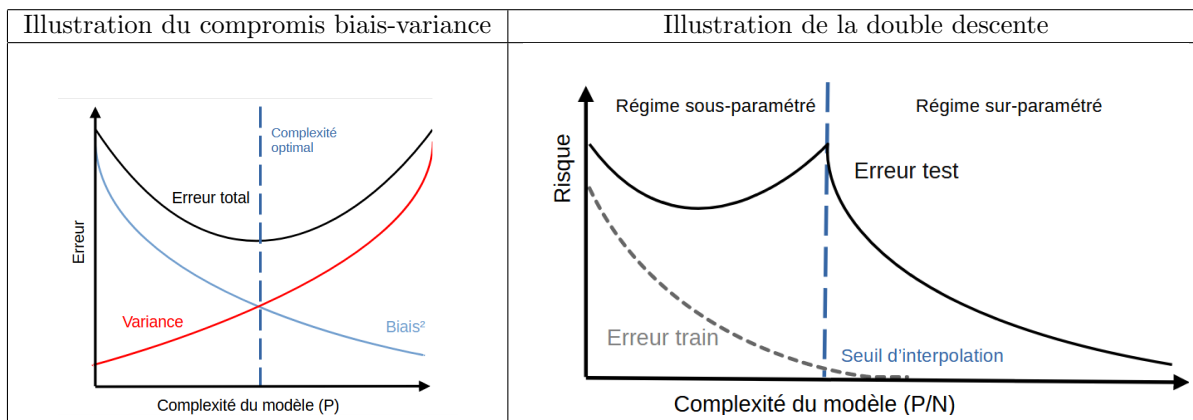 Illustration du compromis biais-variance
Illustration de la double descente
Complexité
optimal
Erreur total
Erreur
Variance
Biais²
Complexité du modèle (P)
Régime sous-paramétré
Régime sur-paramétré
Risque
Erreur test
Erreur train
Seuil d'interpolation
Complexité du modèle (P/N)